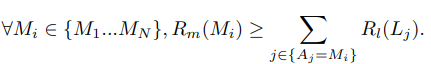 ∀M_i ∈ {M_1...M_N}, R_m(M_i) ≥ ∑_{j∈{A_j=M_i}} R_l(L_j).